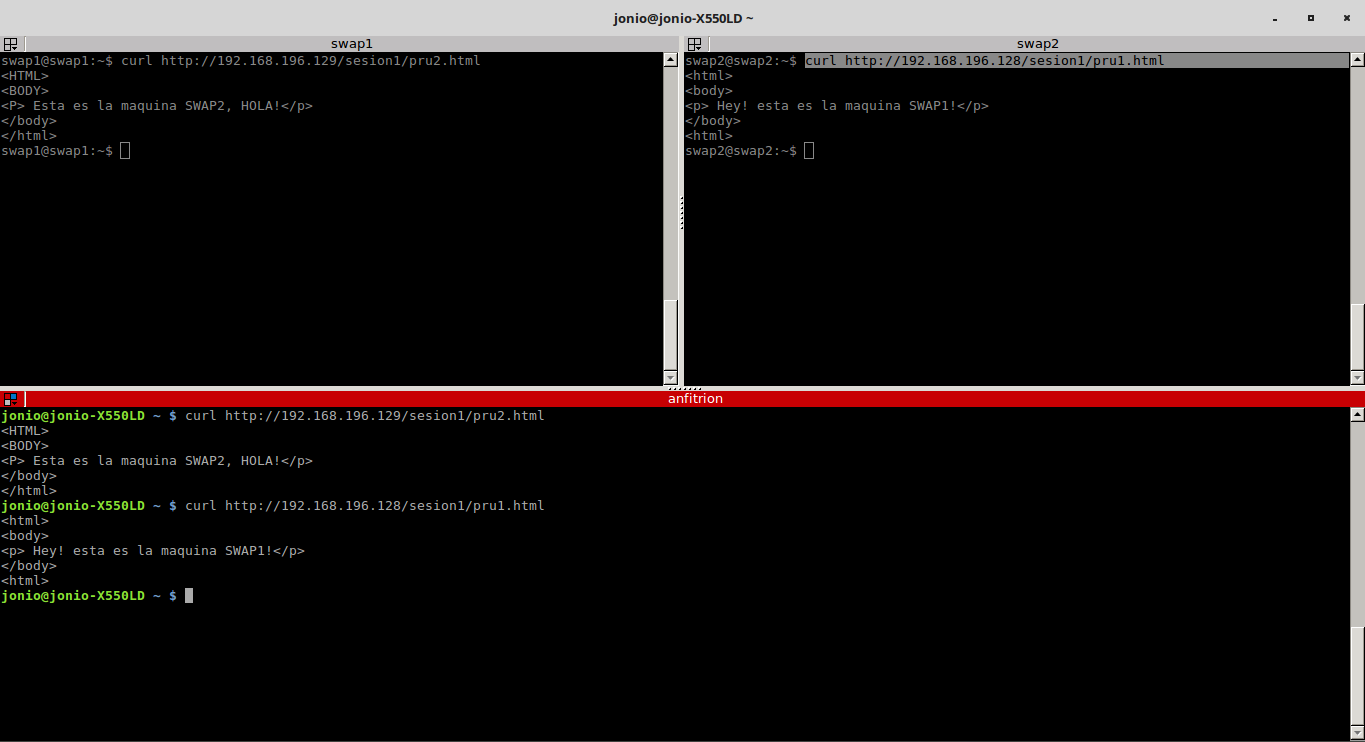 jonio@jonio-X550LD ~
swap1
swap1@swap1:~$ curl http://192.168.196.129/sesion1/pru2.html
<HTML>
<BODY>
<P> Esta es la maquina SWAP2, HOLA!</p>
</body>
</html>
swap1@swap1:~$
swap2
swap2@swap2:~$ curl http://192.168.196.128/sesion1/pru1.html
<html>
<body>
<p> Hey! esta es la maquina SWAP1!</p>
</body>
<html>
swap2@swap2:~$
anfitrion
jonio@jonio-X550LD ~ $ curl http://192.168.196.129/sesion1/pru2.html
<HTML>
<BODY>
<P> Esta es la maquina SWAP2, HOLA!</p>
</body>
</html>
jonio@jonio-X550LD ~ $ curl http://192.168.196.128/sesion1/pru1.html
<html>
<body>
<p> Hey! esta es la maquina SWAP1!</p>
</body>
<html>
jonio@jonio-X550LD ~ $